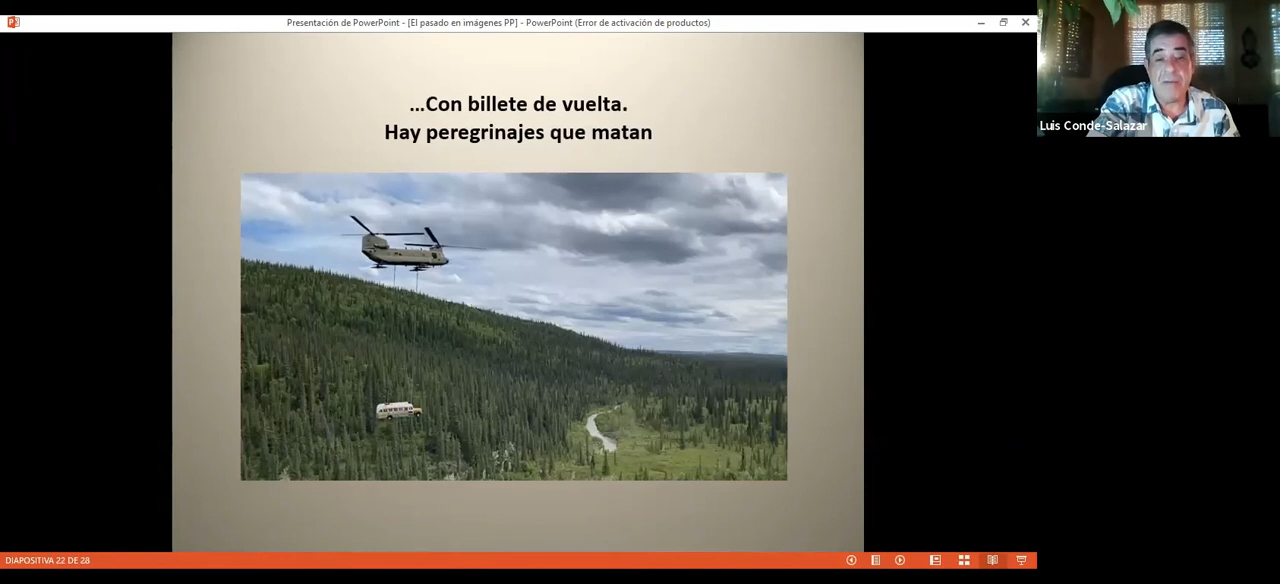 Presentación de PowerPoint - [El pasado en imágenes PP] - PowerPoint (Error de activación de productos)
...Con billete de vuelta.
Hay peregrinajes que matan
Luis Conde-Salazar
DIAPOSITIVA 22 DE 28